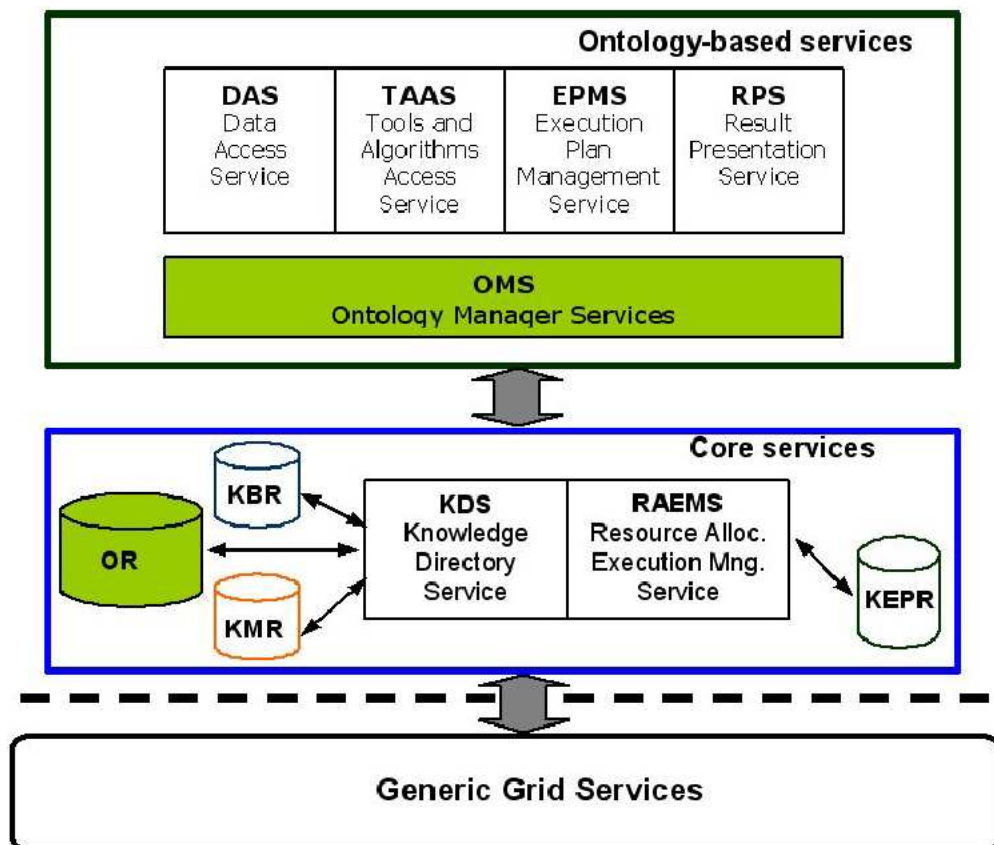 Ontology-based services
DAS
Data
Access
Service
TAAS
Tools and
Algorithms
Access
Service
EPMS
Execution
Plan
Management
Service
RPS
Result
Presentation
Service
OMS
Ontology Manager Services
Core services
KBR
OR
KMR
KDS
Knowledge
Directory
Service
RAEMS
Resource Alloc.
Execution Mng.
Service
KEPR
Generic Grid Services